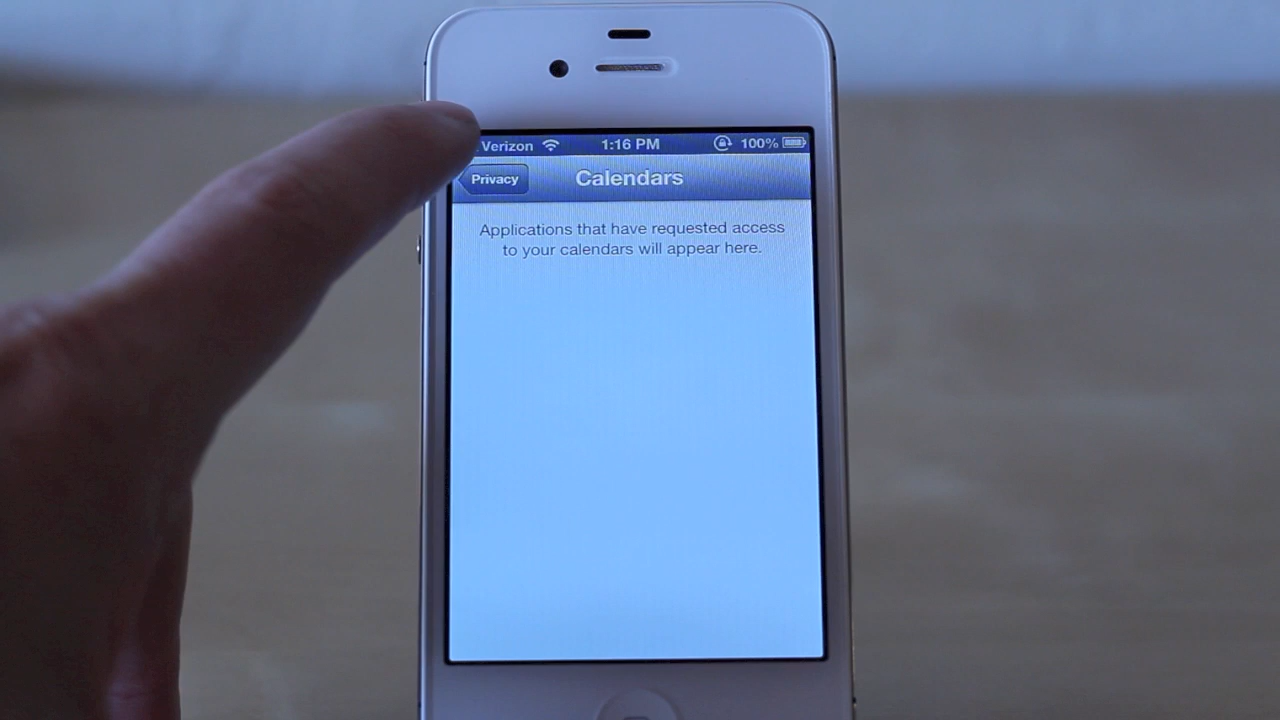 Verizon 1:16 PM 100%
Privacy Calendars
Applications that have requested access
to your calendars will appear here.